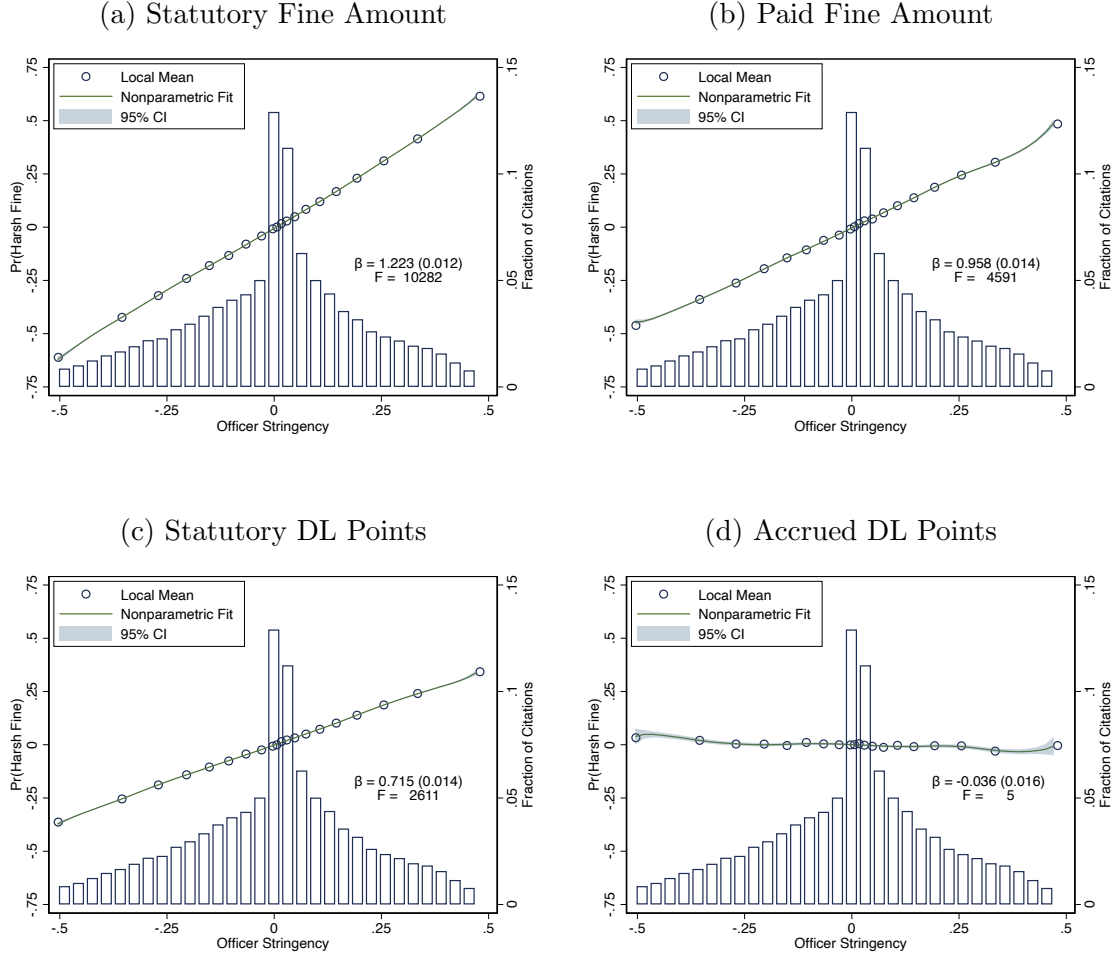 (a) Statutory Fine Amount
Local Mean
Nonparametric Fit
95% CI
.75
.5
.25
0
-.25
-.5
-.75
Pr(Harsh Fine)
.15
.1
.05
0
Fraction of Citations
β = 1.223 (0.012)
F = 10282
-.5 -.25 0 .25 .5
Officer Stringency
(b) Paid Fine Amount
Local Mean
Nonparametric Fit
95% CI
.75
.5
.25
0
-.25
-.5
-.75
Pr(Harsh Fine)
.15
.1
.05
0
Fraction of Citations
β = 0.958 (0.014)
F = 4591
-.5 -.25 0 .25 .5
Officer Stringency
(c) Statutory DL Points
Local Mean
Nonparametric Fit
95% CI
.75
.5
.25
0
-.25
-.5
-.75
Pr(Harsh Fine)
.15
.1
.05
0
Fraction of Citations
β = 0.715 (0.014)
F = 2611
-.5 -.25 0 .25 .5
Officer Stringency
(d) Accrued DL Points
Local Mean
Nonparametric Fit
95% CI
.75
.5
.25
0
-.25
-.5
-.75
Pr(Harsh Fine)
.15
.1
.05
0
Fraction of Citations
β = -0.036 (0.016)
F = 5
-.5 -.25 0 .25 .5
Officer Stringency